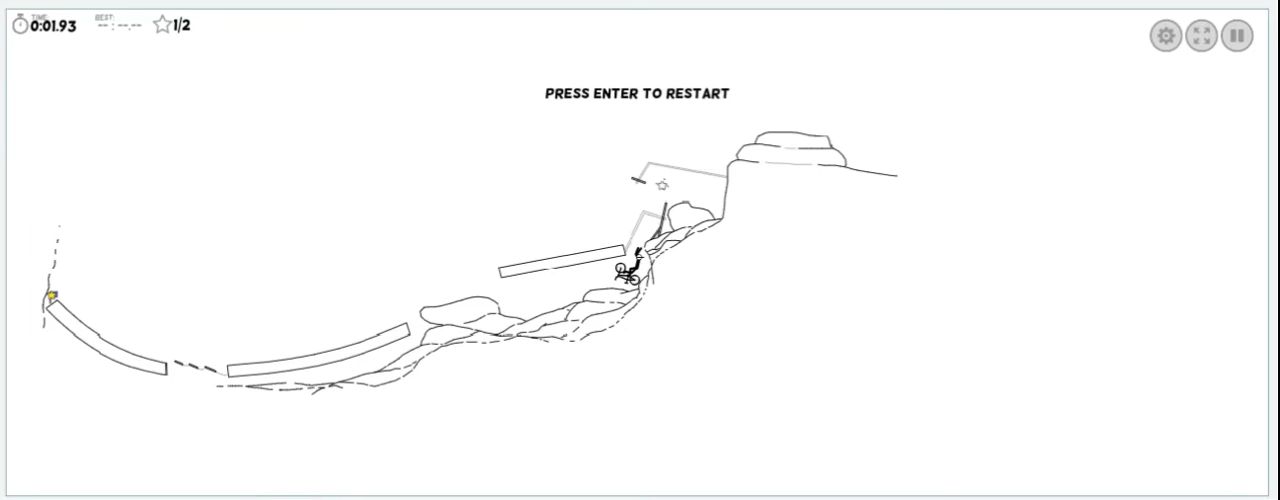 TIME:
0:01.93
BEST:
--:--.--
1/2
PRESS ENTER TO RESTART